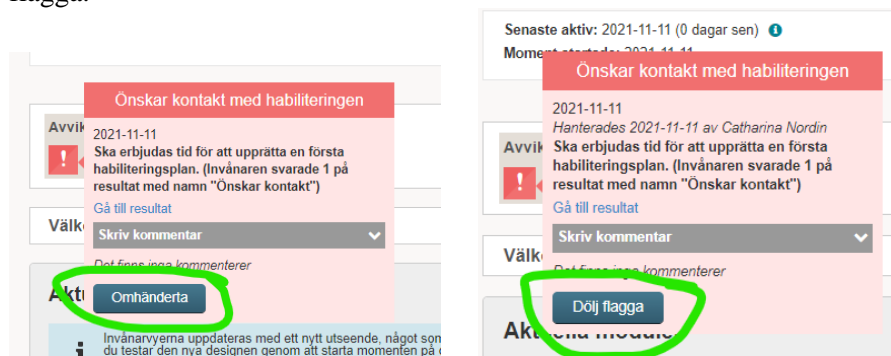 flagga.
Önskar kontakt med habiliteringen
Avvik
2021-11-11
Ska erbjudas tid för att upprätta en första
habiliteringsplan. (Invånaren svarade 1 på
resultat med namn "Önskar kontakt")
Gå till resultat
Välk
Skriv kommentar
Det finns inga kommenterer
Aktu
Omhänderta
Invånarvyerna uppdateras med ett nytt utseende, något som
du testar den nya designen genom att starta momenten på
Senaste aktiv: 2021-11-11 (0 dagar sen)
Moment startade: 2021-11-11
Önskar kontakt med habiliteringen
2021-11-11
Hanterades 2021-11-11 av Catharina Nordin
Avvik
Ska erbjudas tid för att upprätta en första
habiliteringsplan. (Invånaren svarade 1 på
resultat med namn "Önskar kontakt")
Gå till resultat
Skriv kommentar
Välk
Det finns inga kommenterer
Dölj flagga
Aktuella moduler